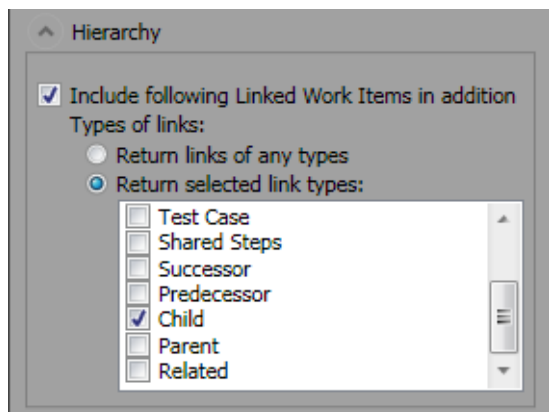 Hierarchy
Include following Linked Work Items in addition
Types of links:
Return links of any types
Return selected link types:
Test Case
Shared Steps
Successor
Predecessor
Child
Parent
Related